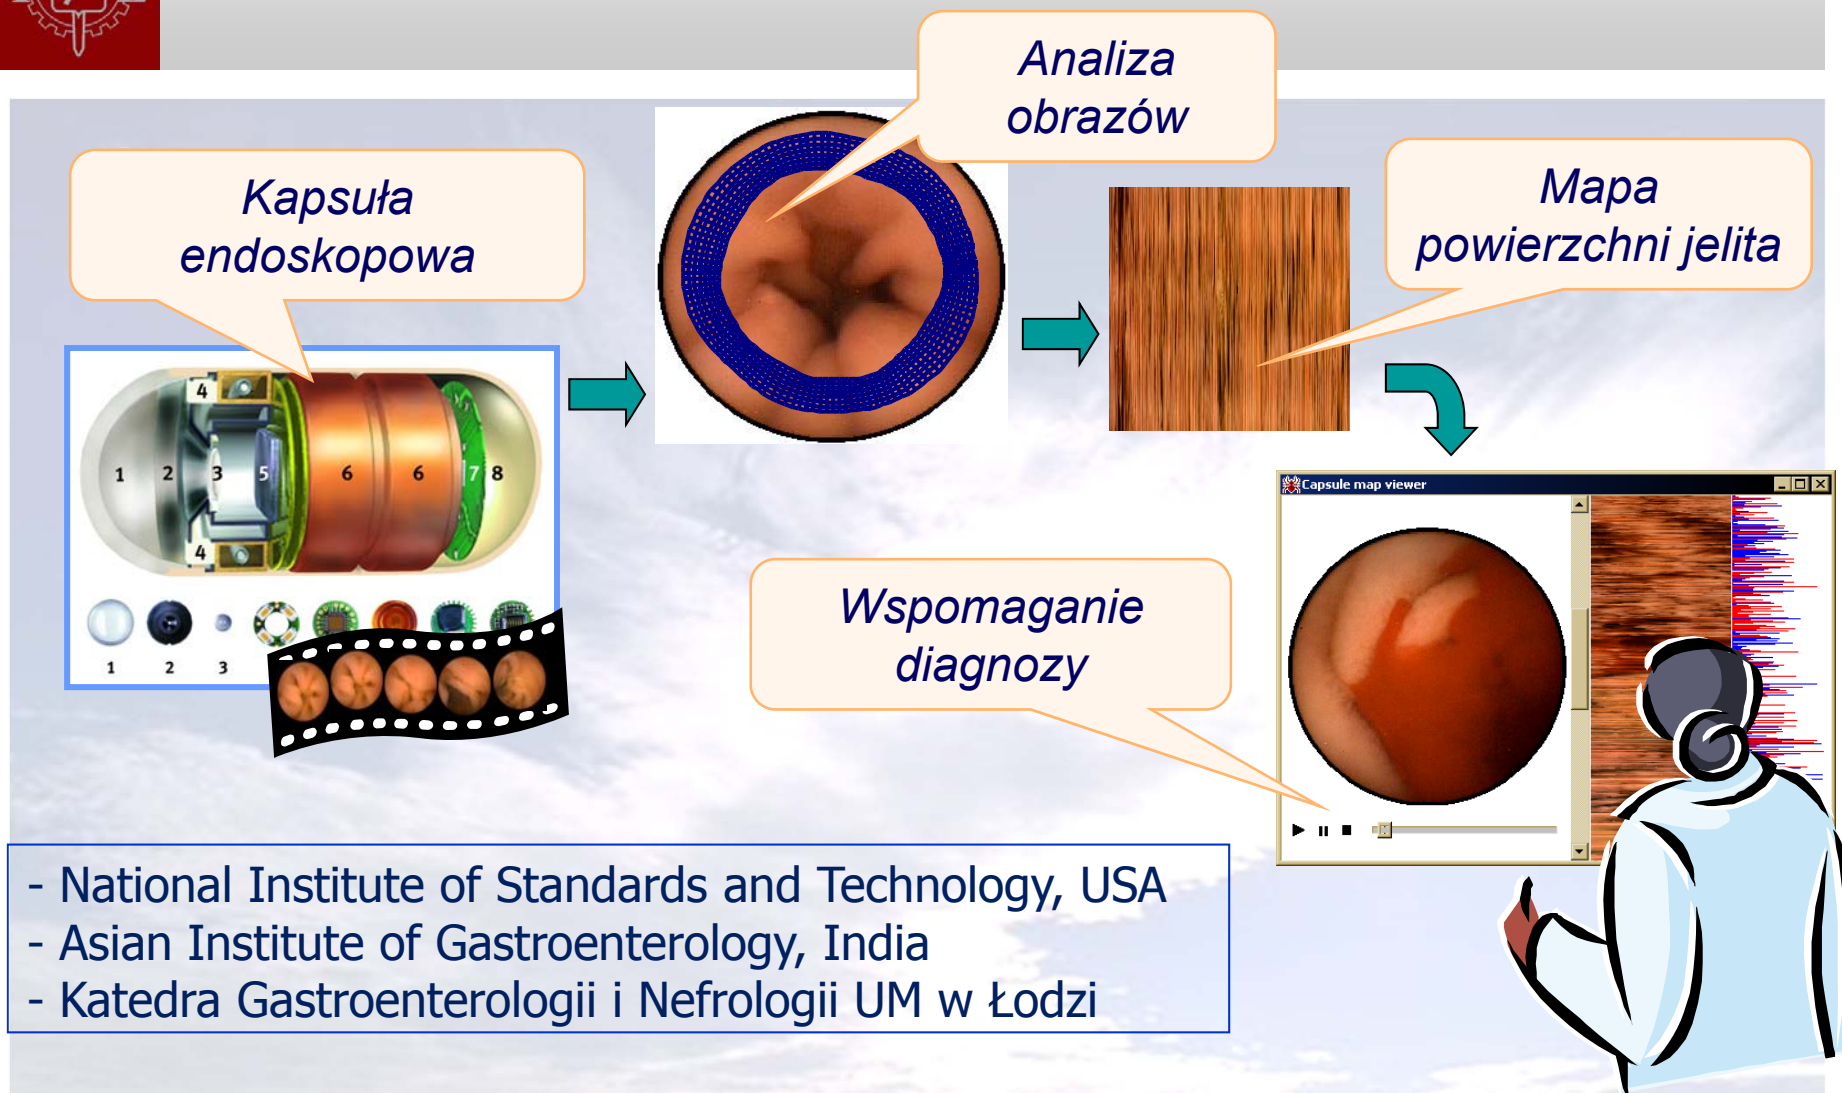 Analiza
obrazów
Kapsuła
endoskopowa
Mapa
powierzchni jelita
4
1 2 3 5 6 6 7 8
4
1 2 3
Capsule map viewer
Wspomaganie
diagnozy
- National Institute of Standards and Technology, USA
- Asian Institute of Gastroenterology, India
- Katedra Gastroenterologii i Nefrologii UM w Łodzi